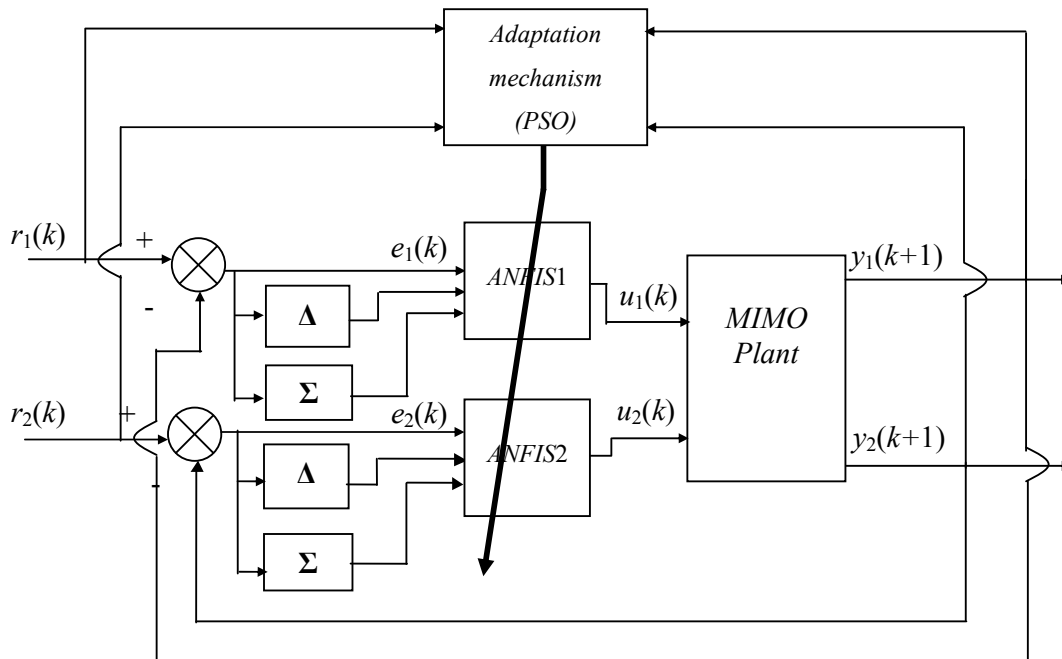 Adaptation
mechanism
(PSO)
r1(k)
+
-
e1(k)
Δ
Σ
ANFIS1
u1(k)
MIMO
Plant
y1(k+1)
r2(k)
+
-
e2(k)
Δ
Σ
ANFIS2
u2(k)
y2(k+1)